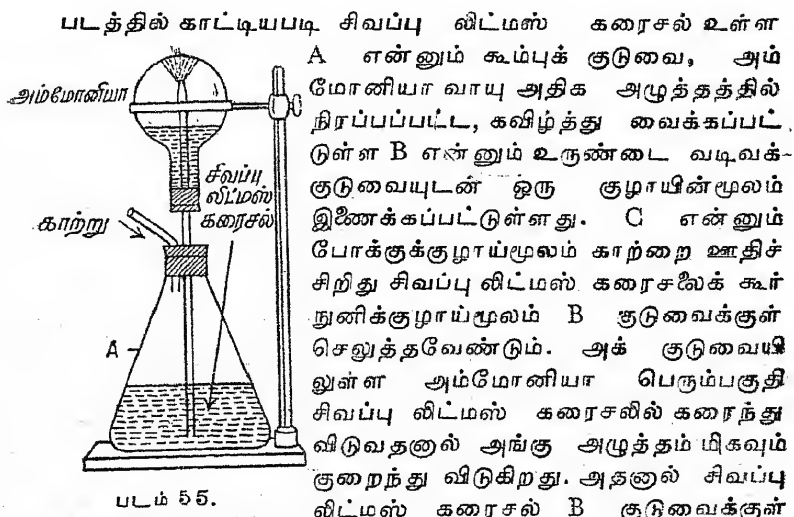 படத்தில் காட்டியபடி சிவப்பு லிட்மஸ் கரைசல் உள்ள
A என்னும் கூம்புக் குடுவை, அம்
மோனியா வாயு அதிக அழுத்தத்தில்
நிரப்பப்பட்ட, கவிழ்த்து வைக்கப்பட்
டுள்ள B என்னும் உருண்டை வடிவக்-
குடுவையுடன் ஒரு குழாயின்மூலம்
இணைக்கப்பட்டுள்ளது. C என்னும்
போக்குக்குழாய்மூலம் காற்றை ஊதிச்
சிறிது சிவப்பு லிட்மஸ் கரைசலைக் கூர்
நுனிக்குழாய்மூலம் B குடுவைக்குள்
செலுத்தவேண்டும். அக் குடுவையி
லுள்ள அம்மோனியா பெரும்பகுதி
சிவப்பு லிட்மஸ் கரைசலில் கரைந்து
விடுவதனால் அங்கு அழுத்தம் மிகவும்
குறைந்து விடுகிறது. அதனால் சிவப்பு
லிட்மஸ் கரைசல் B குடுவைக்குள்
அம்மோனியா
சிவப்பு
லிட்மஸ்
கரைசல்
காற்று
A
படம் 55.